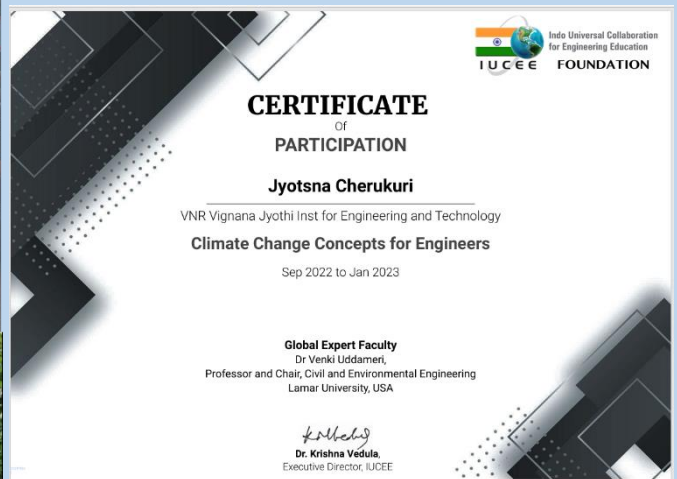 Indo Universal Collaboration
for Engineering Education
IUCEE FOUNDATION
CERTIFICATE
Of
PARTICIPATION
Jyotsna Cherukuri
VNR Vignana Jyothi Inst for Engineering and Technology
Climate Change Concepts for Engineers
Sep 2022 to Jan 2023
Global Expert Faculty
Dr Venki Uddameri,
Professor and Chair, Civil and Environmental Engineering
Lamar University, USA
Dr. Krishna Vedula,
Executive Director, IUCEE